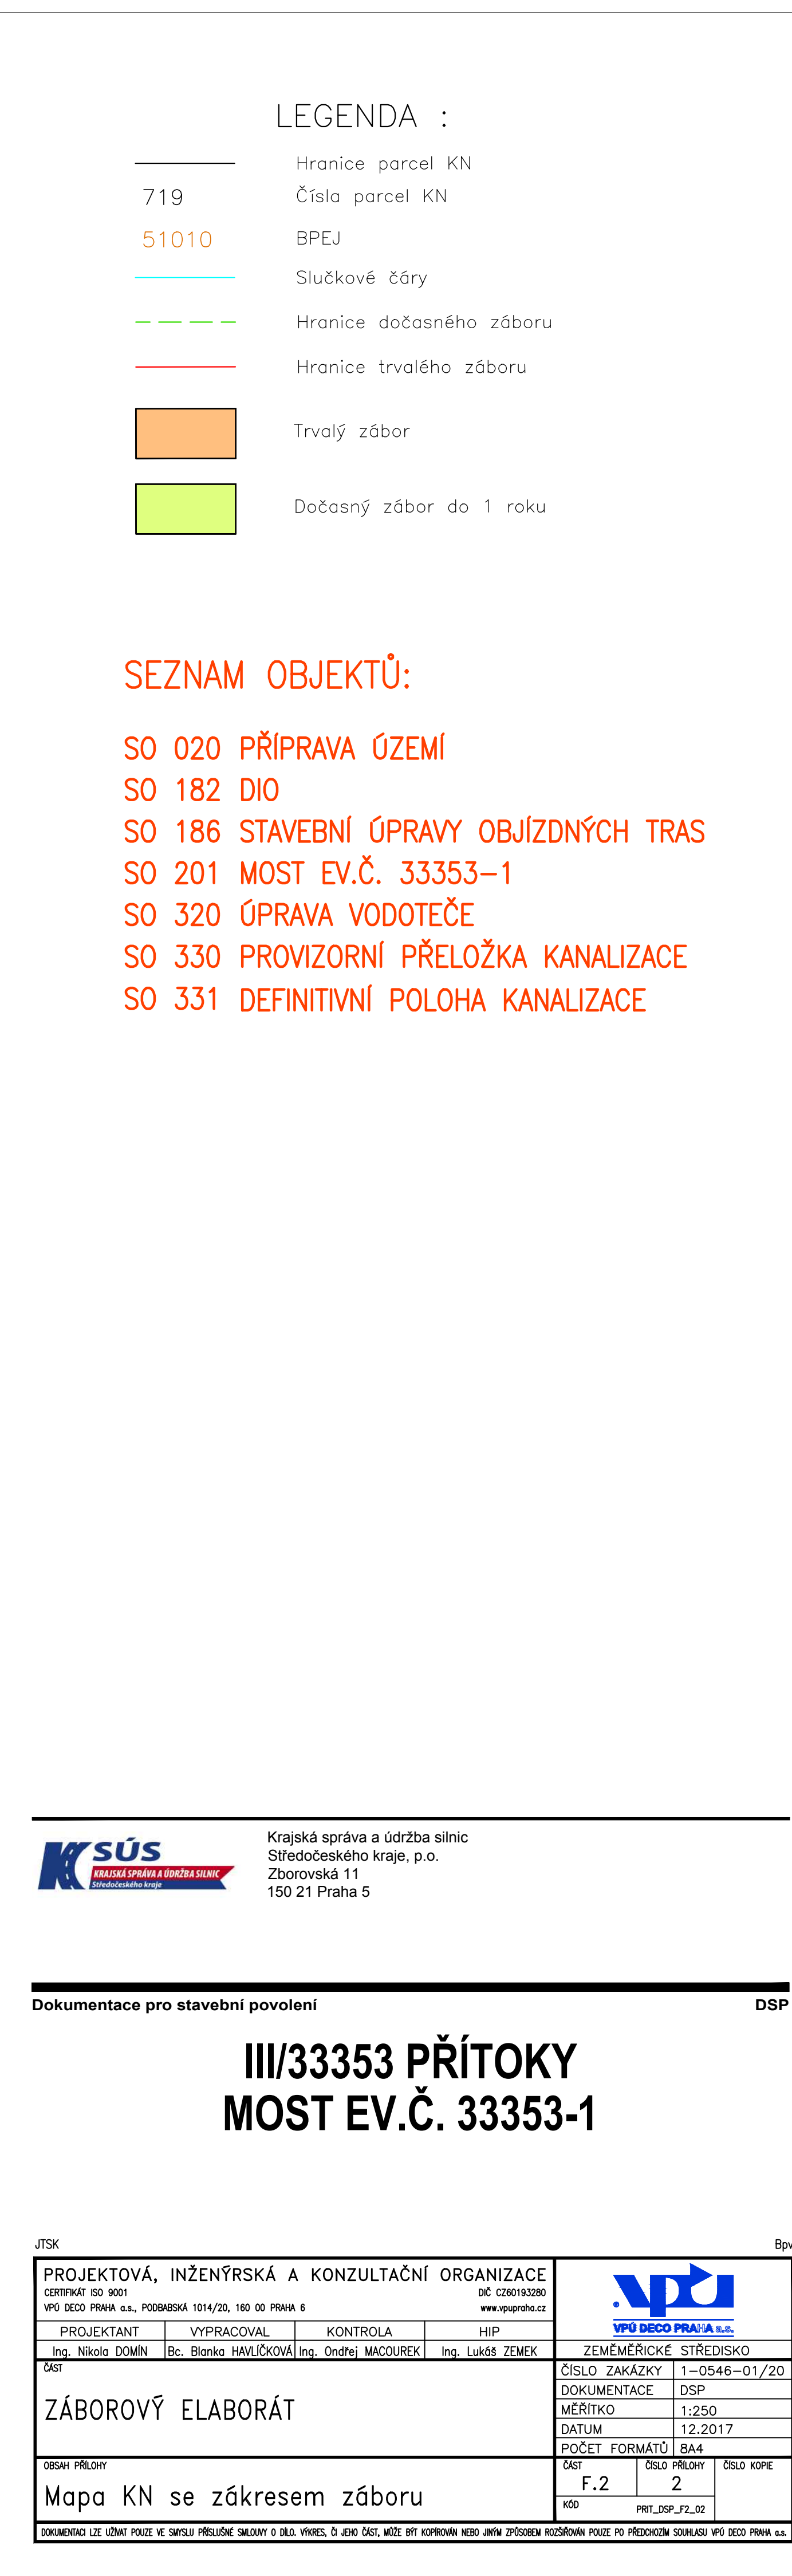 LEGENDA :
Hranice parcel KN
719 Čísla parcel KN
51010 BPEJ
Slučkové čáry
Hranice dočasného záboru
Hranice trvalého záboru
Trvalý zábor
Dočasný zábor do 1 roku
SEZNAM OBJEKTŮ:
SO 020 PŘÍPRAVA ÚZEMÍ
SO 182 DIO
SO 186 STAVEBNÍ ÚPRAVY OBJÍZDNÝCH TRAS
SO 201 MOST EV.Č. 33353-1
SO 320 ÚPRAVA VODOTEČE
SO 330 PROVIZORNÍ PŘELOŽKA KANALIZACE
SO 331 DEFINITIVNÍ POLOHA KANALIZACE
KSÚS
KRAJSKÁ SPRÁVA A ÚDRŽBA SILNIC
Středočeského kraje
Krajská správa a údržba silnic
Středočeského kraje, p.o.
Zborovská 11
150 21 Praha 5
Dokumentace pro stavební povolení DSP
III/33353 PŘÍTOKY
MOST EV.Č. 33353-1
JTSK Bpv
PROJEKTOVÁ, INŽENÝRSKÁ A KONZULTAČNÍ ORGANIZACE
CERTIFIKÁT ISO 9001 DIČ CZ60193280
VPÚ DECO PRAHA a.s., PODBABSKÁ 1014/20, 160 00 PRAHA 6 www.vpupraha.cz
vpú
VPÚ DECO PRAHA a.s.
PROJEKTANT VYPRACOVAL KONTROLA HIP
Ing. Nikola DOMÍN Bc. Blanka HAVLÍČKOVÁ Ing. Ondřej MACOUREK Ing. Lukáš ZEMEK
ZEMĚMĚŘICKÉ STŘEDISKO
ČÁST
ZÁBOROVÝ ELABORÁT
ČÍSLO ZAKÁZKY 1-0546-01/20
DOKUMENTACE DSP
MĚŘÍTKO 1:250
DATUM 12.2017
POČET FORMÁTŮ 8A4
OBSAH PŘÍLOHY
Mapa KN se zákresem záboru
ČÁST ČÍSLO PŘÍLOHY ČÍSLO KOPIE
F.2 2
KÓD PRIT_DSP_F2_02
DOKUMENTACI LZE UŽÍVAT POUZE VE SMYSLU PŘÍSLUŠNÉ SMLOUVY O DÍLO. VÝKRES, ČI JEHO ČÁST, MŮŽE BÝT KOPÍROVÁN NEBO JINÝM ZPŮSOBEM ROZŠIŘOVÁN POUZE PO PŘEDCHOZÍM SOUHLASU VPÚ DECO PRAHA a.s.